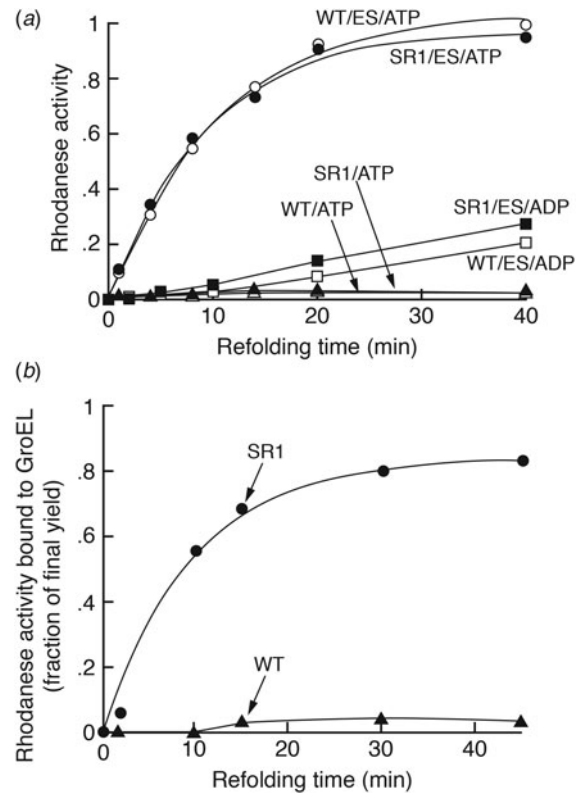 (a)
1
.8
.6
.4
.2
0
Rhodanese activity
WT/ES/ATP
SR1/ES/ATP
SR1/ATP
WT/ATP
SR1/ES/ADP
WT/ES/ADP
0 10 20 30 40
Refolding time (min)
(b)
1
.8
.6
.4
.2
0
Rhodanese activity bound to GroEL
(fraction of final yield)
SR1
WT
0 10 20 30 40
Refolding time (min)